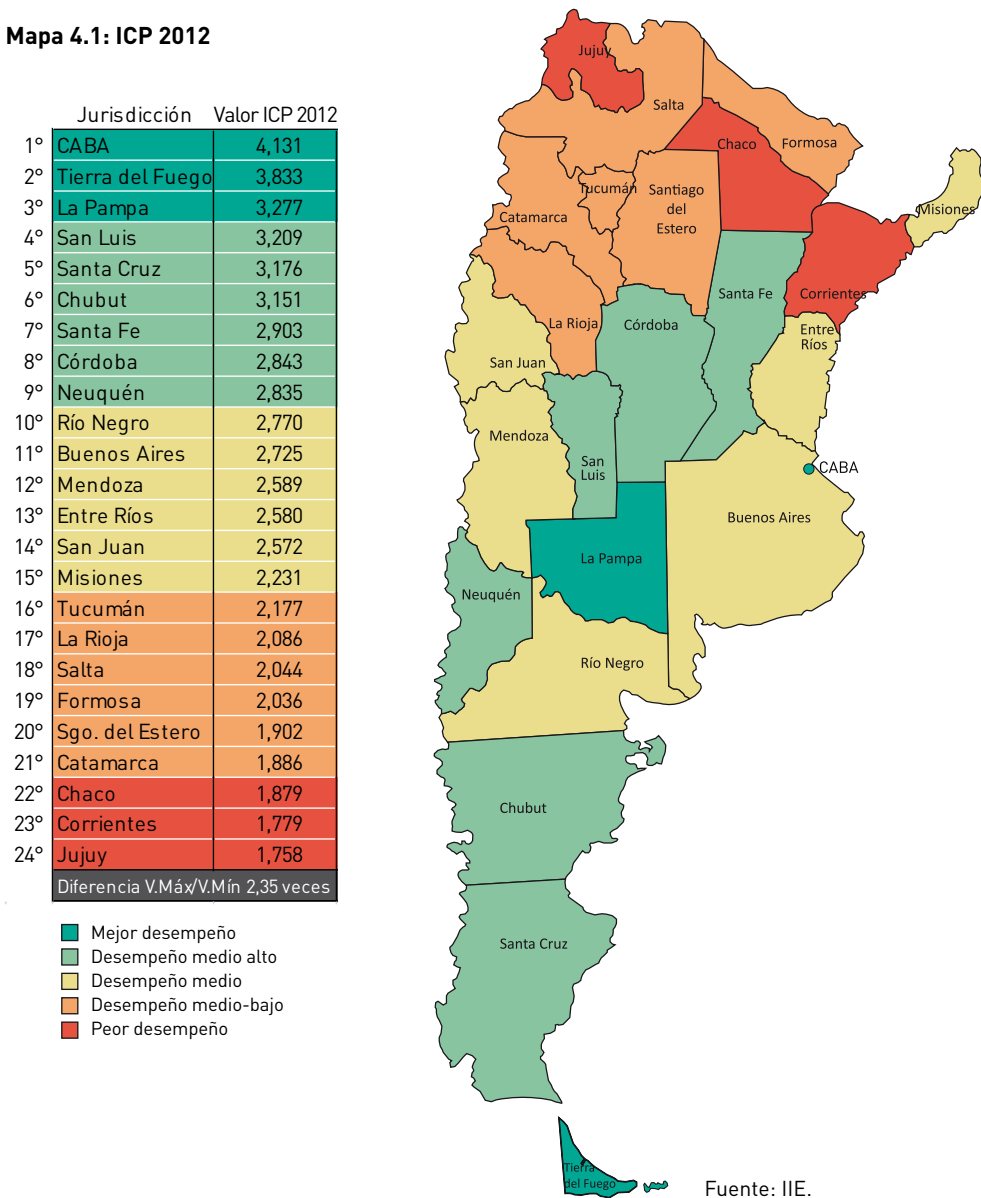 Mapa 4.1: ICP 2012
Jurisdicción Valor ICP 2012
1° CABA 4,131
2° Tierra del Fuego 3,833
3° La Pampa 3,277
4° San Luis 3,209
5° Santa Cruz 3,176
6° Chubut 3,151
7° Santa Fe 2,903
8° Córdoba 2,843
9° Neuquén 2,835
10° Río Negro 2,770
11° Buenos Aires 2,725
12° Mendoza 2,589
13° Entre Ríos 2,580
14° San Juan 2,572
15° Misiones 2,231
16° Tucumán 2,177
17° La Rioja 2,086
18° Salta 2,044
19° Formosa 2,036
20° Sgo. del Estero 1,902
21° Catamarca 1,886
22° Chaco 1,879
23° Corrientes 1,779
24° Jujuy 1,758
Diferencia V.Máx/V.Mín 2,35 veces
Mejor desempeño
Desempeño medio alto
Desempeño medio
Desempeño medio-bajo
Peor desempeño
Jujuy
Salta
Chaco
Formosa
Tucumán
Santiago
del
Estero
Catamarca
Misiones
Santa Fe
Corrientes
La Rioja
Córdoba
Entre
Ríos
San Juan
Mendoza
San
Luis
CABA
Buenos Aires
La Pampa
Neuquén
Río Negro
Chubut
Santa Cruz
Tierra
del Fuego
Fuente: IIE.